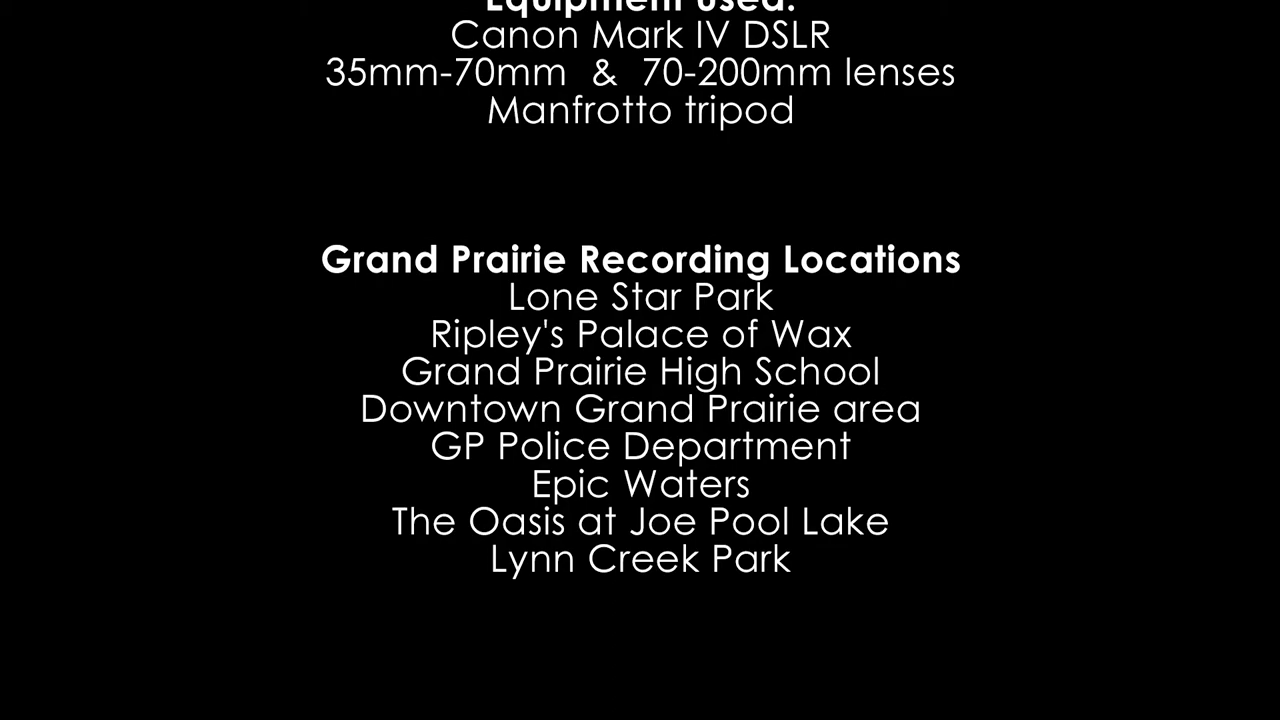 Equipment Used:
Canon Mark IV DSLR
35mm-70mm & 70-200mm lenses
Manfrotto tripod
Grand Prairie Recording Locations
Lone Star Park
Ripley's Palace of Wax
Grand Prairie High School
Downtown Grand Prairie area
GP Police Department
Epic Waters
The Oasis at Joe Pool Lake
Lynn Creek Park